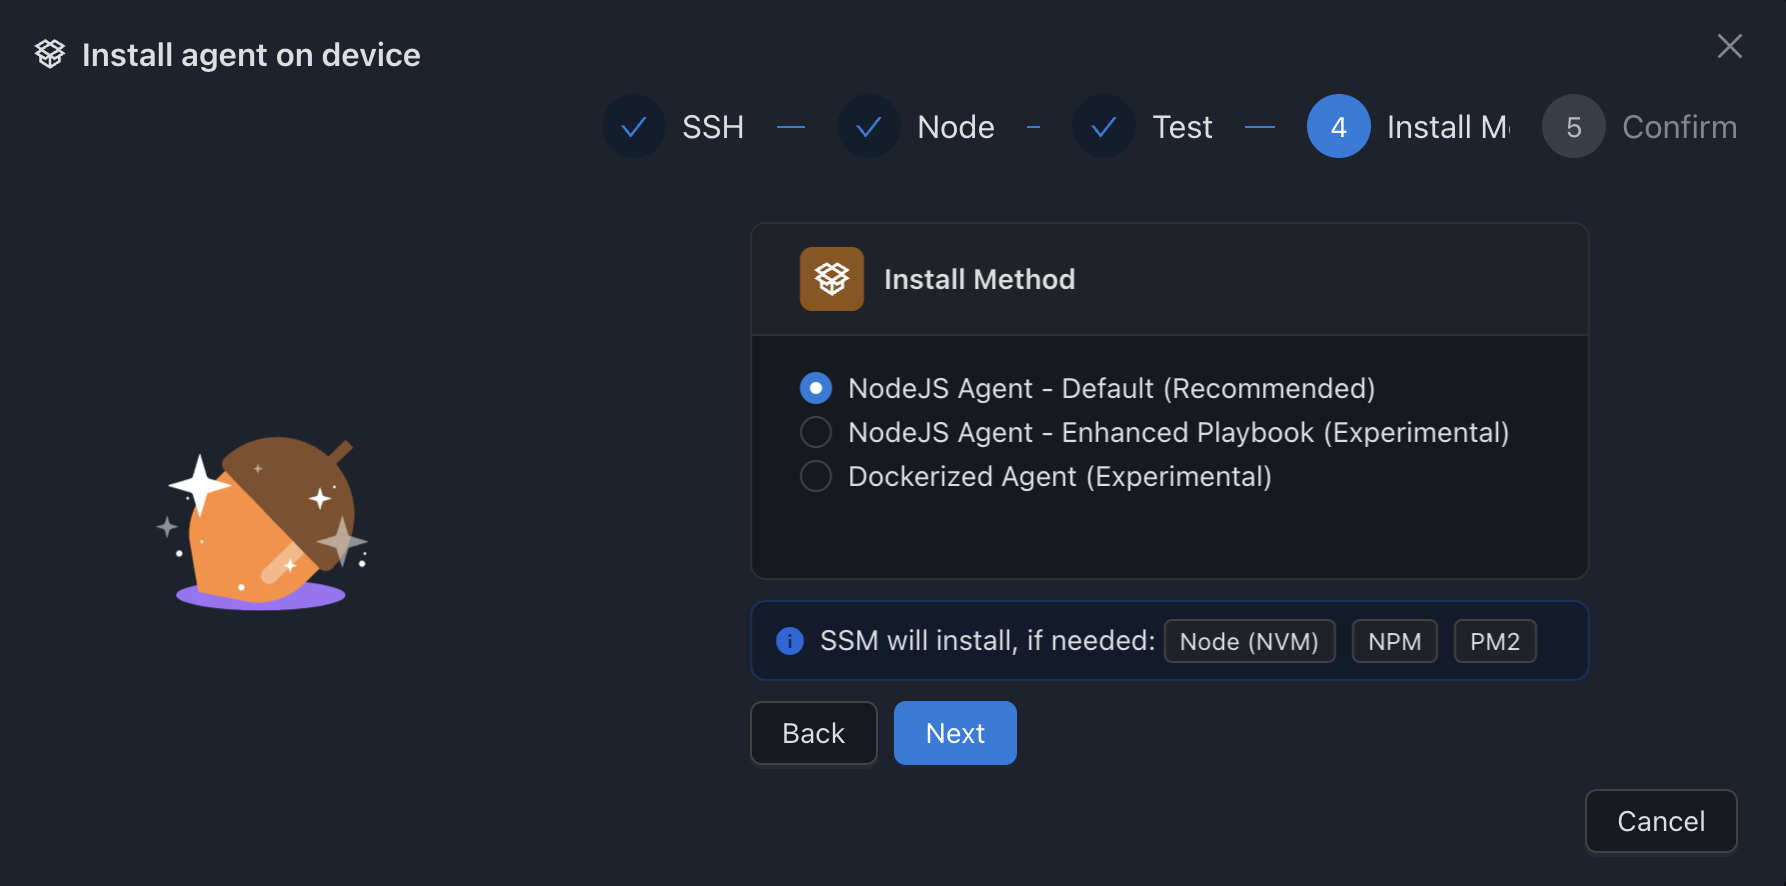 Install agent on device
SSH
Node
Test
4 Install M
5 Confirm
Install Method
NodeJS Agent - Default (Recommended)
NodeJS Agent - Enhanced Playbook (Experimental)
Dockerized Agent (Experimental)
SSM will install, if needed: Node (NVM) NPM PM2
Back Next
Cancel